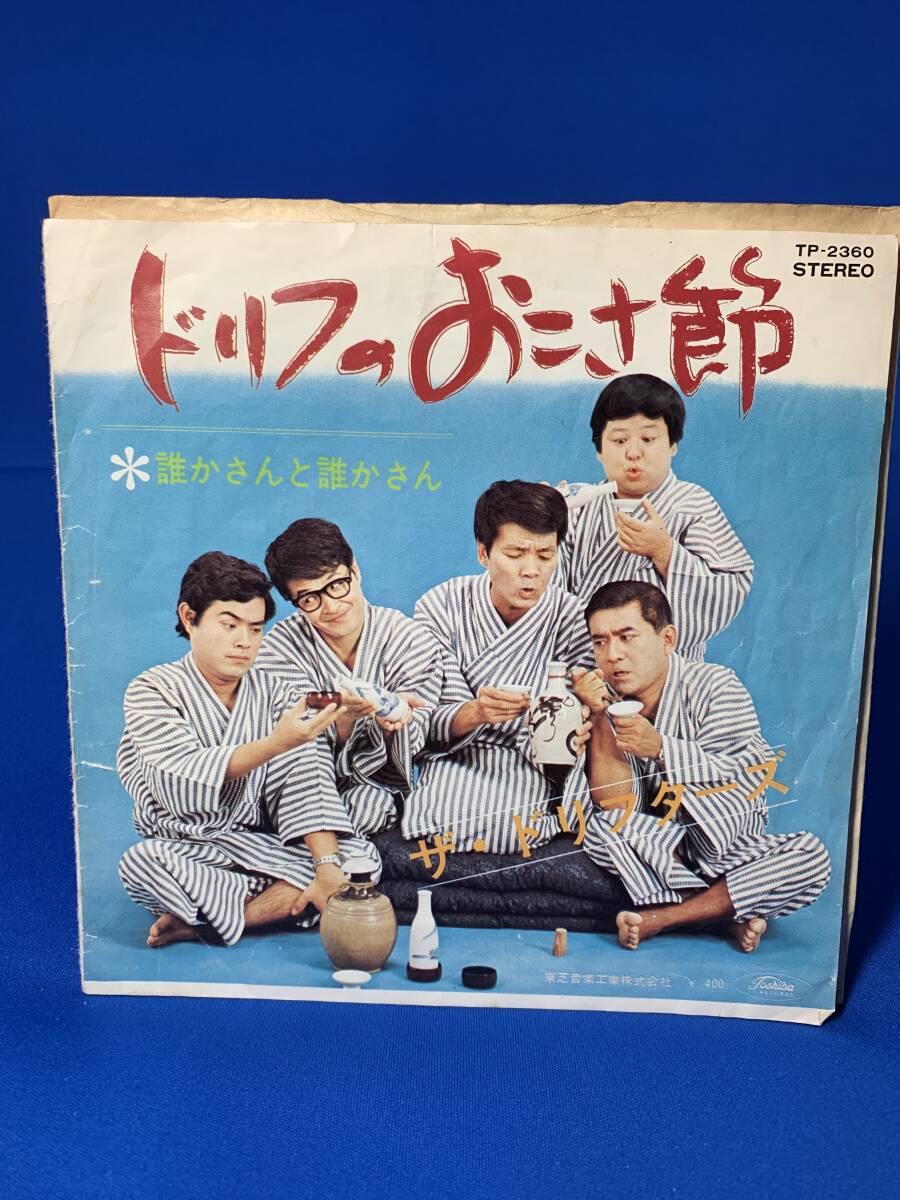 TP-2360
STEREO
ドリフのおこさ節
*誰かさんと誰かさん
ザ・ドリフターズ
東芝音楽工業株式会社 ¥ 400
Toshiba
RECORDS